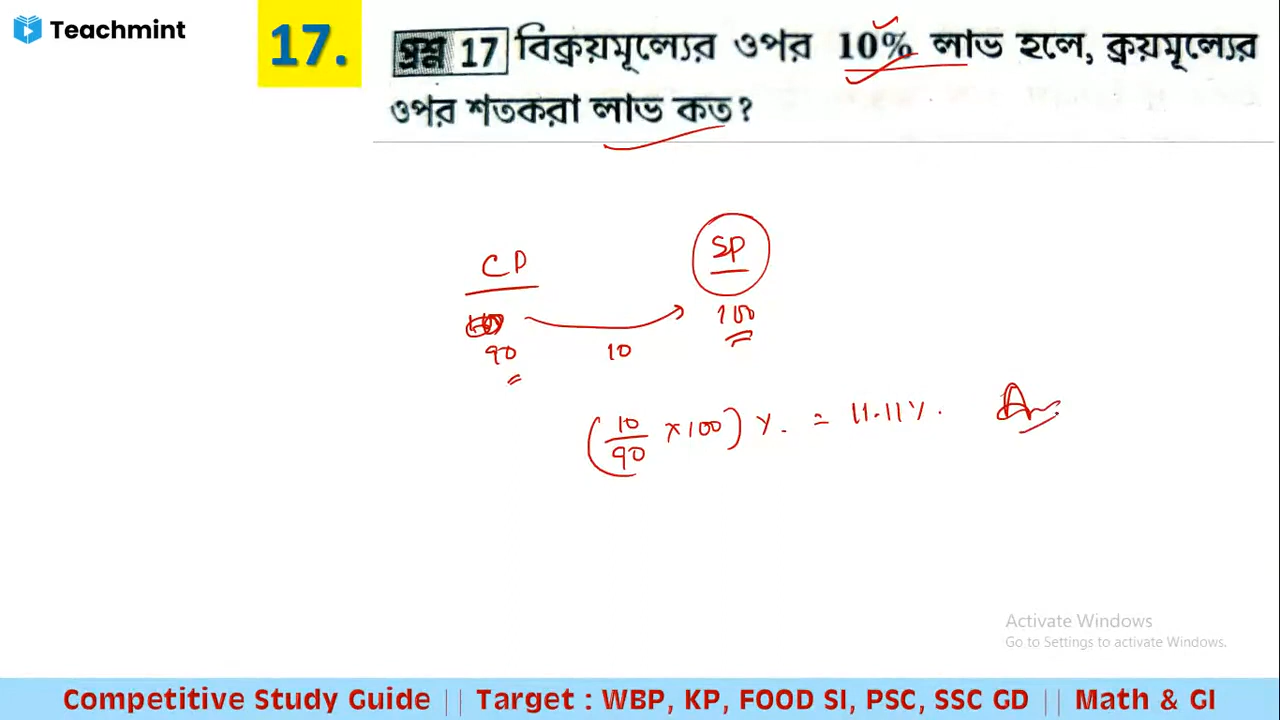 Teachmint
17.
প্রশ্ন 17 বিক্রয়মূল্যের ওপর 10% লাভ হলে, ক্রয়মূল্যের
ওপর শতকরা লাভ কত?
CP
SP
100
90
10
(10/90 × 100) %. = 11.11%.
Activate Windows
Go to Settings to activate Windows.
Competitive Study Guide || Target : WBP, KP, FOOD SI, PSC, SSC GD || Math & GI